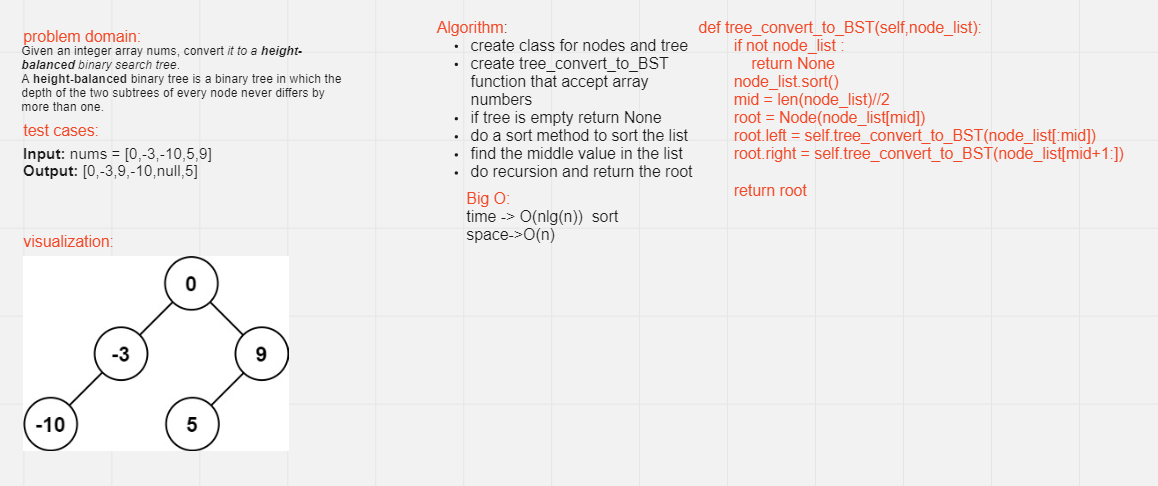 problem domain:
Given an integer array nums, convert it to a height-
balanced binary search tree.
A height-balanced binary tree is a binary tree in which the
depth of the two subtrees of every node never differs by
more than one.
test cases:
Input: nums = [0,-3,-10,5,9]
Output: [0,-3,9,-10,null,5]
visualization:
0
-3
9
-10
5
Algorithm:
• create class for nodes and tree
• create tree_convert_to_BST
function that accept array
numbers
• if tree is empty return None
• do a sort method to sort the list
• find the middle value in the list
• do recursion and return the root
Big O:
time -> O(nlg(n))  sort
space->O(n)
def tree_convert_to_BST(self,node_list):
if not node_list :
return None
node_list.sort()
mid = len(node_list)//2
root = Node(node_list[mid])
root.left = self.tree_convert_to_BST(node_list[:mid])
root.right = self.tree_convert_to_BST(node_list[mid+1:])
return root